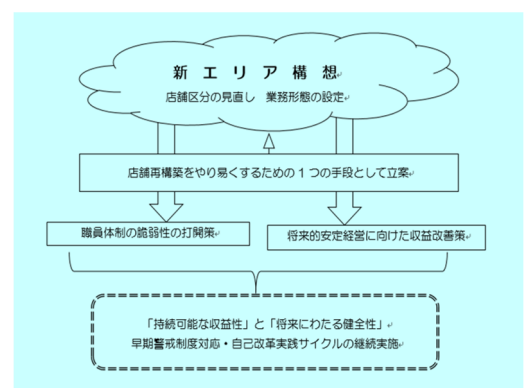 新エリア構想
店舗区分の見直し　業務形態の設定
店舗再構築をやり易くするための１つの手段として立案
職員体制の脆弱性の打開策
将来的安定経営に向けた収益改善策
「持続可能な収益性」と「将来にわたる健全性」
早期警戒制度対応・自己改革実践サイクルの継続実施